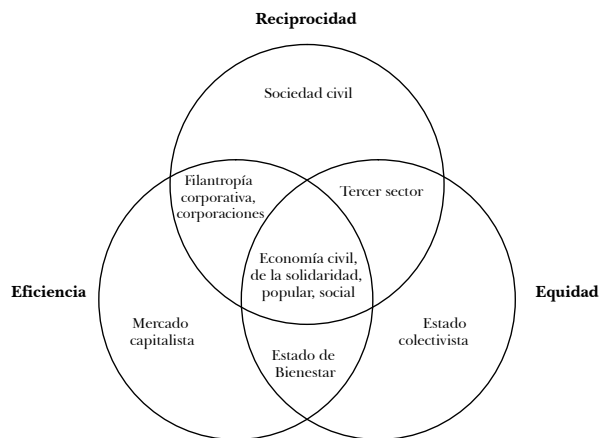 Reciprocidad
Sociedad civil
Filantropía
corporativa,
corporaciones
Tercer sector
Economía civil,
de la solidaridad,
popular, social
Eficiencia
Equidad
Mercado
capitalista
Estado
colectivista
Estado de
Bienestar